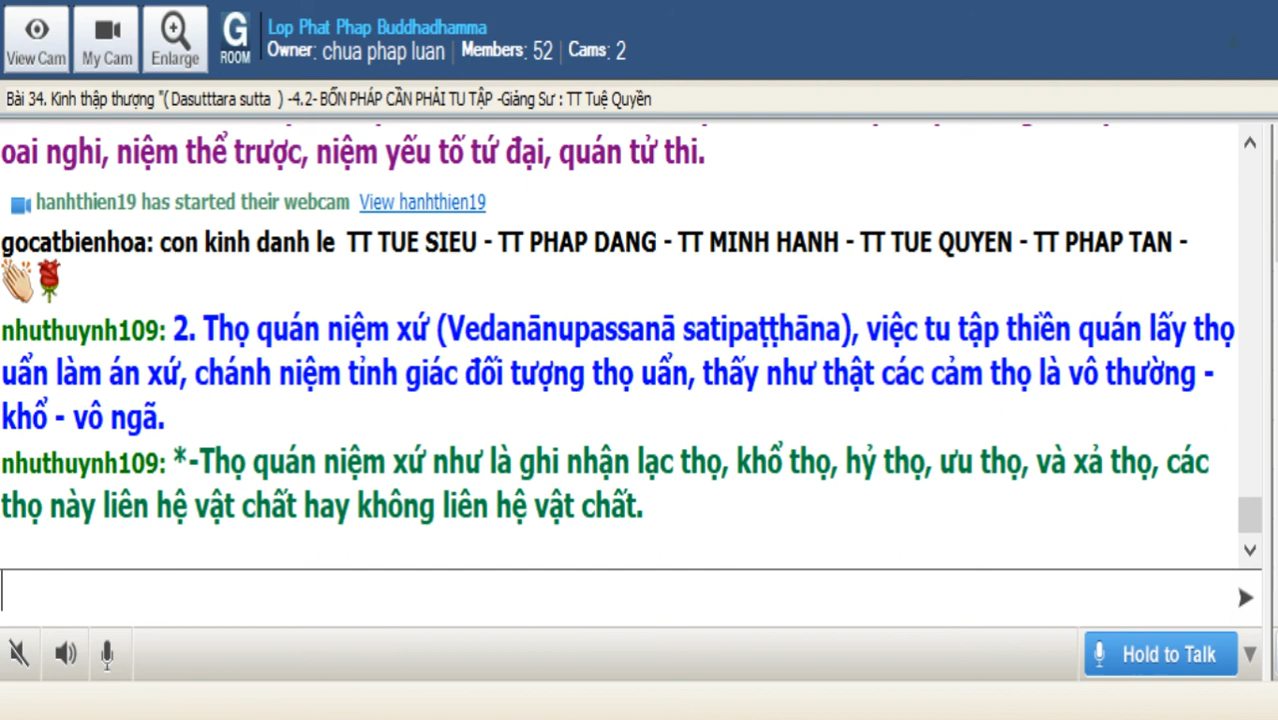 Lop Phat Phap Buddhadhamma
Owner: chua phap luan | Members: 52 | Cams: 2
View Cam
My Cam
Enlarge
G
ROOM
Bài 34. Kinh thập thượng "( Dasutttara sutta ) -4.2- BỐN PHÁP CẦN PHẢI TU TẬP -Giảng Sư : TT Tuệ Quyền
oai nghi, niệm thể trược, niệm yếu tố tứ đại, quán tử thi.
hanhthien19 has started their webcam View hanhthien19
gocatbienhoa: con kinh danh le TT TUE SIEU - TT PHAP DANG - TT MINH HANH - TT TUE QUYEN - TT PHAP TAN -
nhuthuynh109: 2. Thọ quán niệm xứ (Vedanānupassanā satipaṭṭhāna), việc tu tập thiền quán lấy thọ
uẩn làm án xứ, chánh niệm tỉnh giác đối tượng thọ uẩn, thấy như thật các cảm thọ là vô thường -
khổ - vô ngã.
nhuthuynh109: *-Thọ quán niệm xứ như là ghi nhận lạc thọ, khổ thọ, hỷ thọ, ưu thọ, và xả thọ, các
thọ này liên hệ vật chất hay không liên hệ vật chất.
Hold to Talk